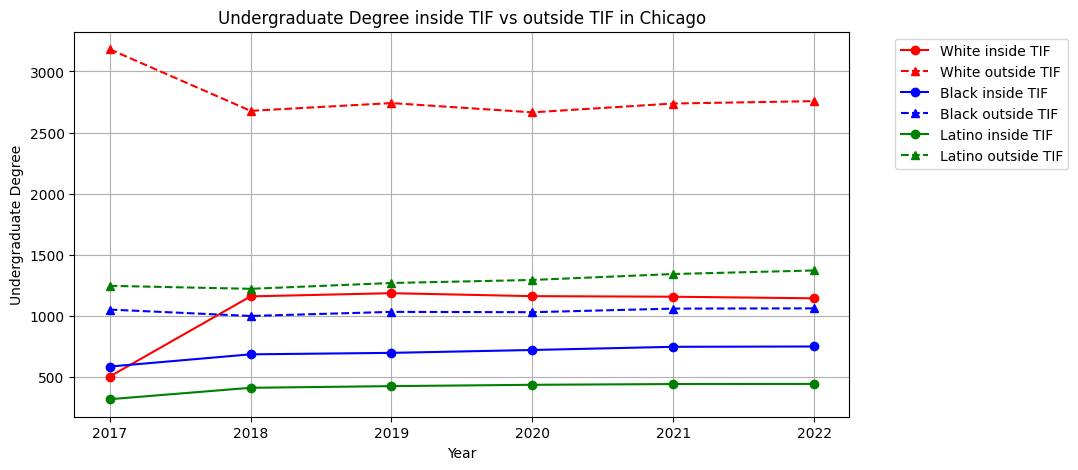 Undergraduate Degree inside TIF vs outside TIF in Chicago
Undergraduate Degree
3000
2500
2000
1500
1000
500
2017
2018
2019
2020
2021
2022
Year
White inside TIF
White outside TIF
Black inside TIF
Black outside TIF
Latino inside TIF
Latino outside TIF